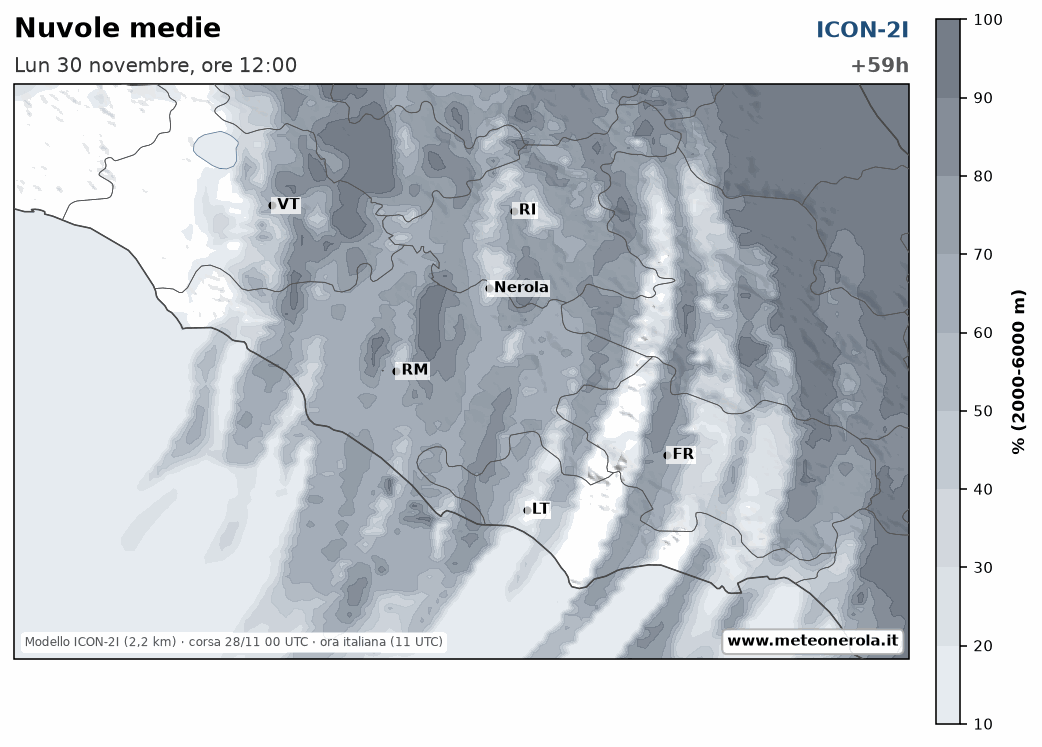 Nuvole medie
ICON-2I
Lun 30 novembre, ore 12:00
+59h
100
90
80
70
60
50
40
30
20
10
% (2000-6000 m)
VT
RI
Nerola
RM
FR
LT
Modello ICON-2I (2,2 km) · corsa 28/11 00 UTC · ora italiana (11 UTC)
www.meteonerola.it